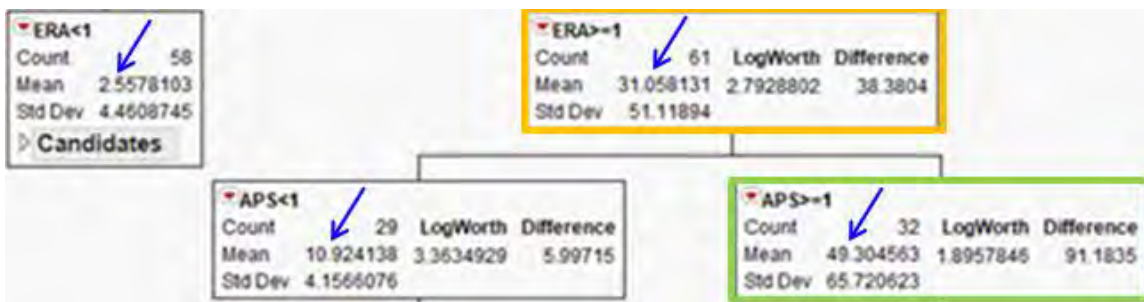 ERA<1
Count 58
Mean 2.5578103
Std Dev 4.4608745
Candidates
ERA>=1
Count 61 LogWorth Difference
Mean 31.058131 2.7928802 38.3804
Std Dev 51.11894
APS<1
Count 29 LogWorth Difference
Mean 10.924138 3.3634929 5.99715
Std Dev 4.1566076
APS>=1
Count 32 LogWorth Difference
Mean 49.304563 1.8957846 91.1835
Std Dev 65.720623